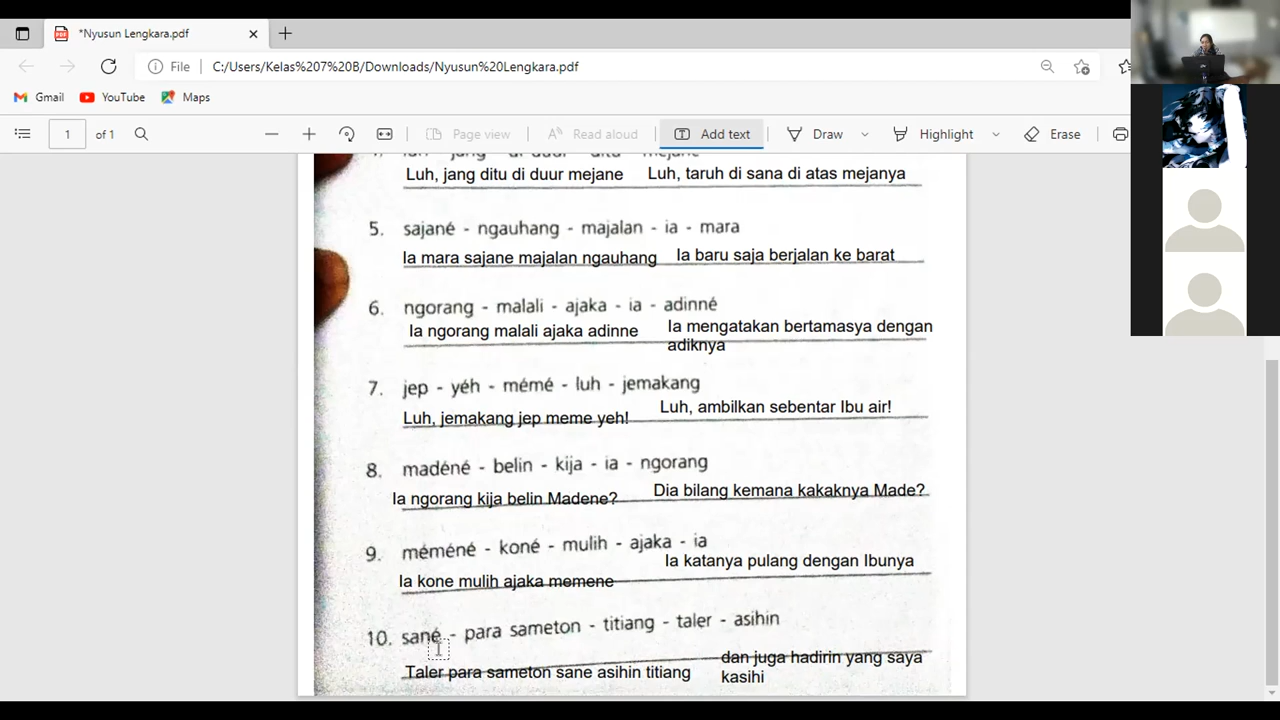 *Nyusun Lengkara.pdf
File C:/Users/Kelas%207%20B/Downloads/Nyusun%20Lengkara.pdf
Gmail YouTube Maps
1 of 1 Page view Read aloud Add text Draw Highlight Erase
Luh, jang ditu di duur mejane Luh, taruh di sana di atas mejanya
5. sajané - ngauhang - majalan - ia - mara
Ia mara sajane majalan ngauhang Ia baru saja berjalan ke barat
6. ngorang - malali - ajaka - ia - adinné
Ia ngorang malali ajaka adinne Ia mengatakan bertamasya dengan
adiknya
7. jep - yéh - mémé - luh - jemakang
Luh, jemakang jep meme yeh! Luh, ambilkan sebentar Ibu air!
8. madéné - belin - kija - ia - ngorang
Ia ngorang kija belin Madene? Dia bilang kemana kakaknya Made?
9. méméné - koné - mulih - ajaka - ia
Ia katanya pulang dengan Ibunya
Ia kone mulih ajaka memene
10. sané - para sameton - titiang - taler - asihin
Taler para sameton sane asihin titiang dan juga hadirin yang saya
kasihi